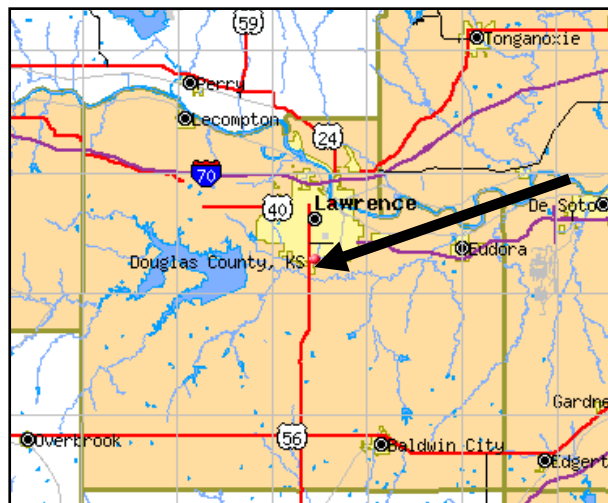 59
Tonganoxie
Perry
Lecompton
24
70
40
Lawrence
De Soto
Eudora
Douglas County, KS
Gardne
56
Overbrook
Baldwin City
Edgert